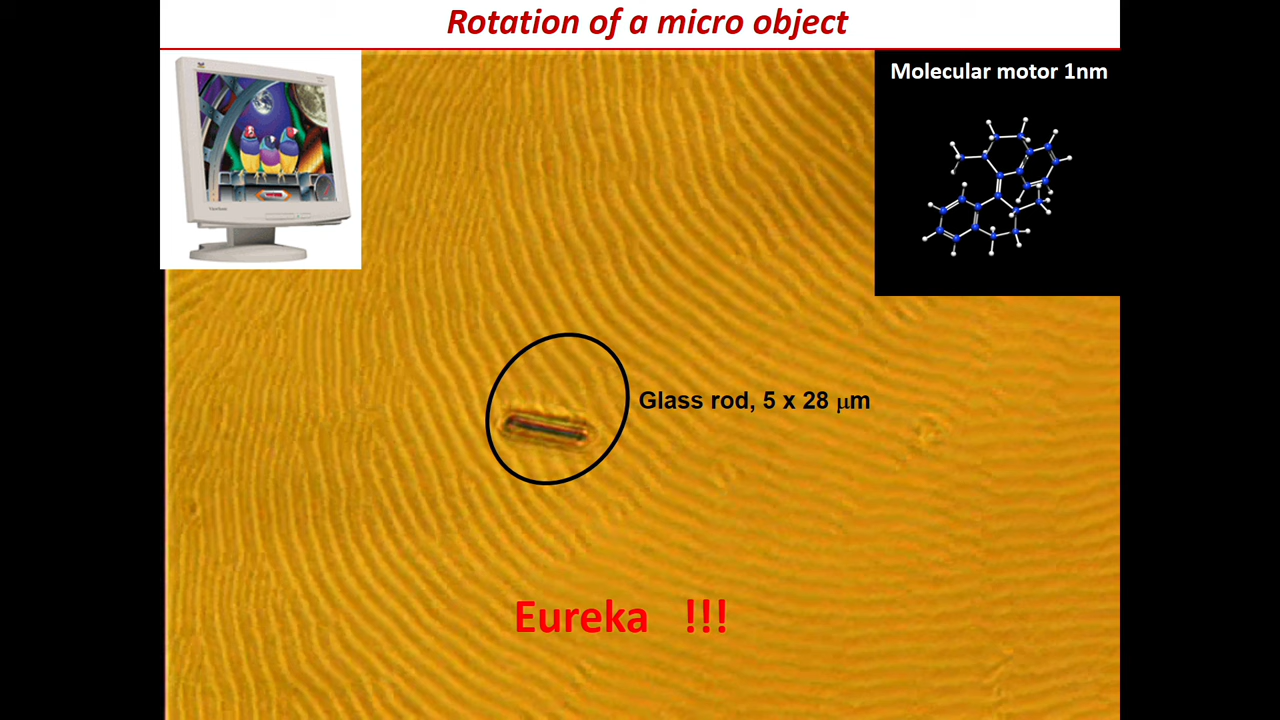 Rotation of a micro object
Molecular motor 1nm
Glass rod, 5 x 28 μm
Eureka !!!